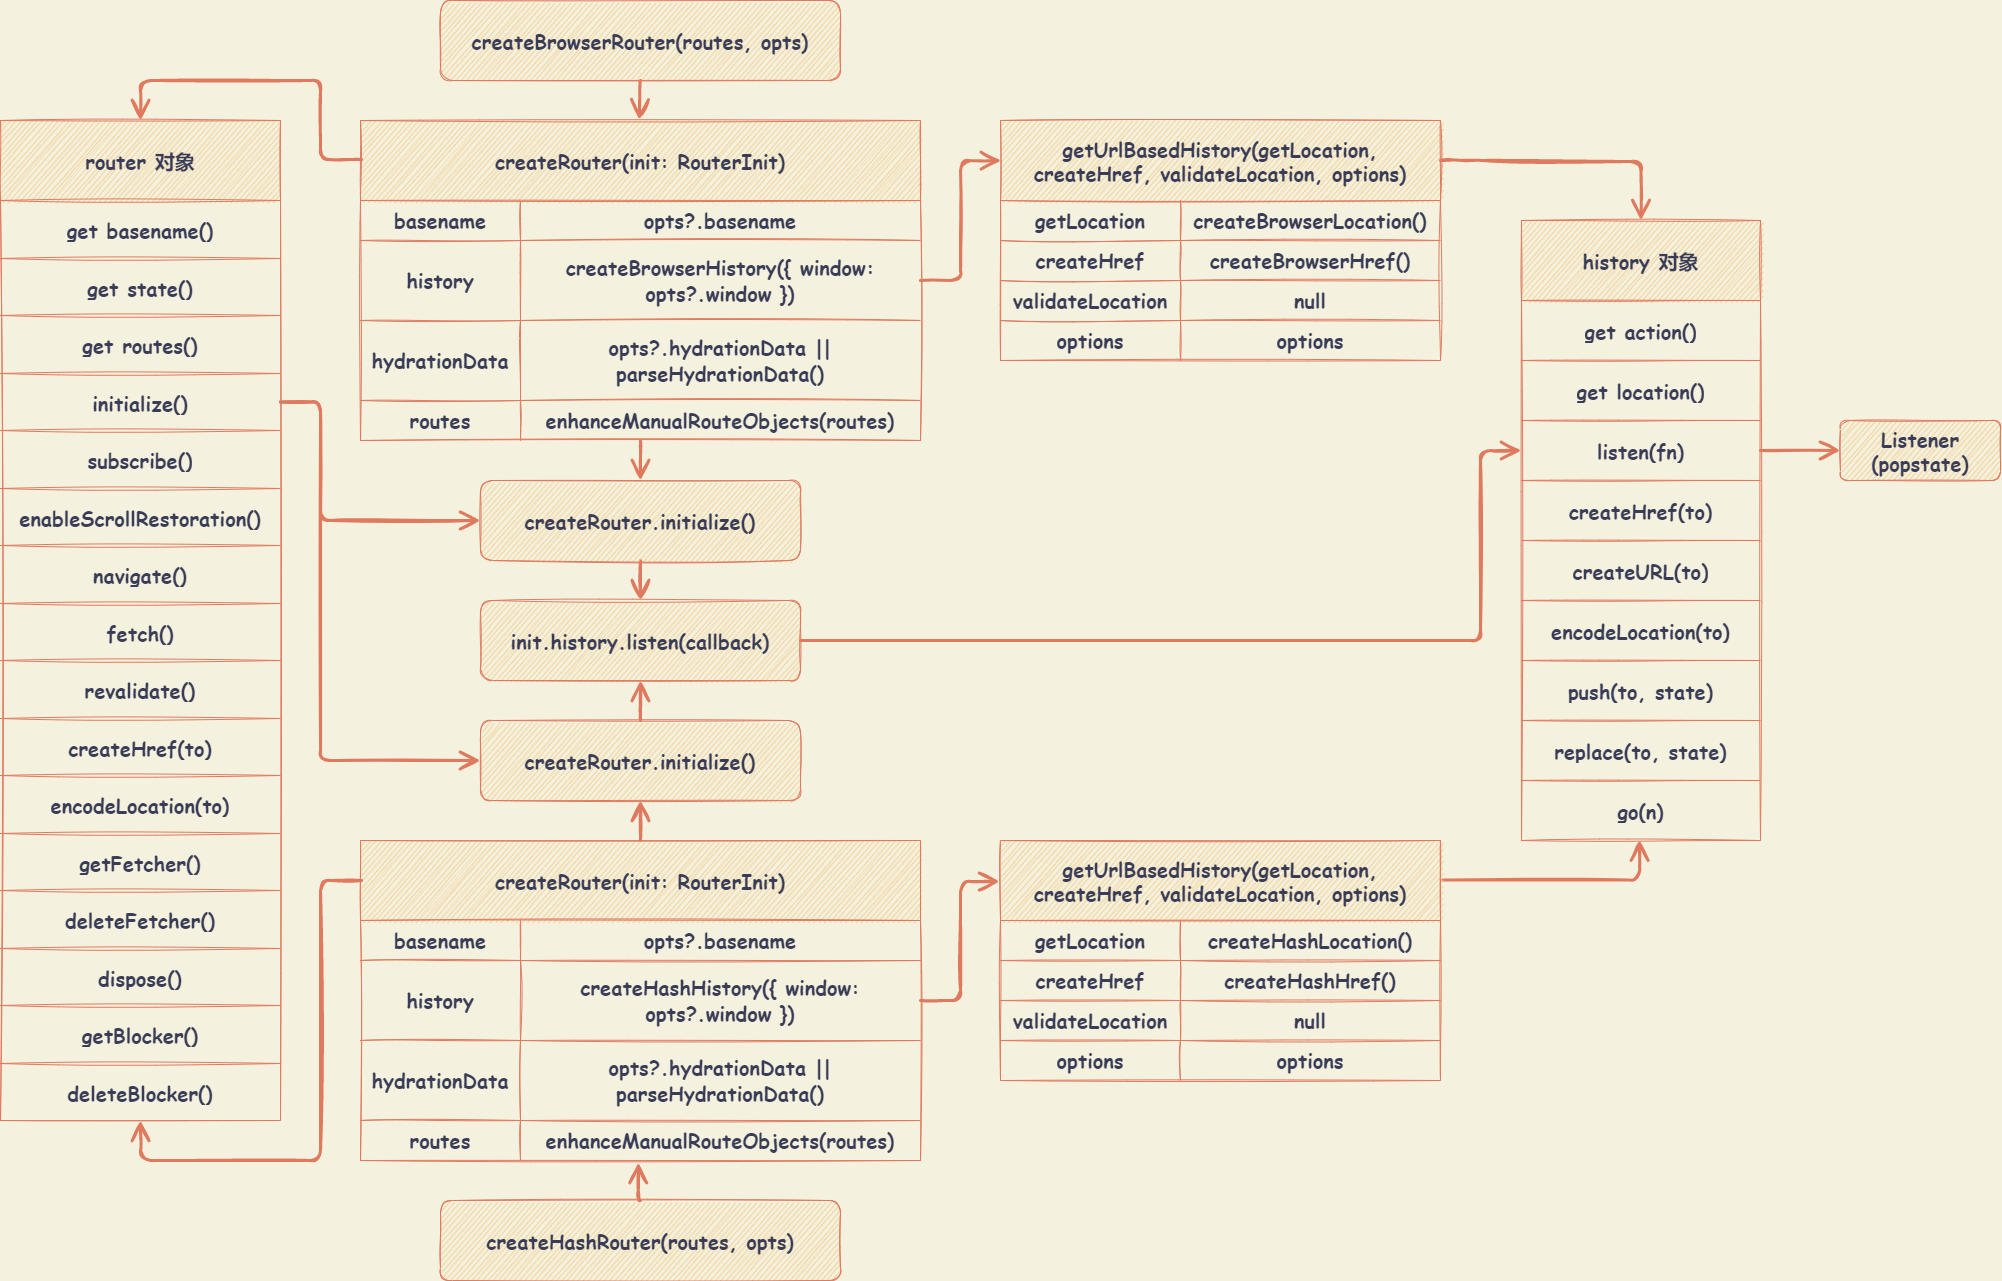 createBrowserRouter(routes, opts)
router 对象
get basename()
get state()
get routes()
initialize()
subscribe()
enableScrollRestoration()
navigate()
fetch()
revalidate()
createHref(to)
encodeLocation(to)
getFetcher()
deleteFetcher()
dispose()
getBlocker()
deleteBlocker()
createRouter(init: RouterInit)
basename
opts?.basename
history
createBrowserHistory({ window:
opts?.window })
hydrationData
opts?.hydrationData ||
parseHydrationData()
routes
enhanceManualRouteObjects(routes)
getUrlBasedHistory(getLocation,
createHref, validateLocation, options)
getLocation
createBrowserLocation()
createHref
createBrowserHref()
validateLocation
null
options
options
history 对象
get action()
get location()
listen(fn)
createHref(to)
createURL(to)
encodeLocation(to)
push(to, state)
replace(to, state)
go(n)
Listener
(popstate)
createRouter.initialize()
init.history.listen(callback)
createRouter.initialize()
createRouter(init: RouterInit)
basename
opts?.basename
history
createHashHistory({ window:
opts?.window })
hydrationData
opts?.hydrationData ||
parseHydrationData()
routes
enhanceManualRouteObjects(routes)
getUrlBasedHistory(getLocation,
createHref, validateLocation, options)
getLocation
createHashLocation()
createHref
createHashHref()
validateLocation
null
options
options
createHashRouter(routes, opts)